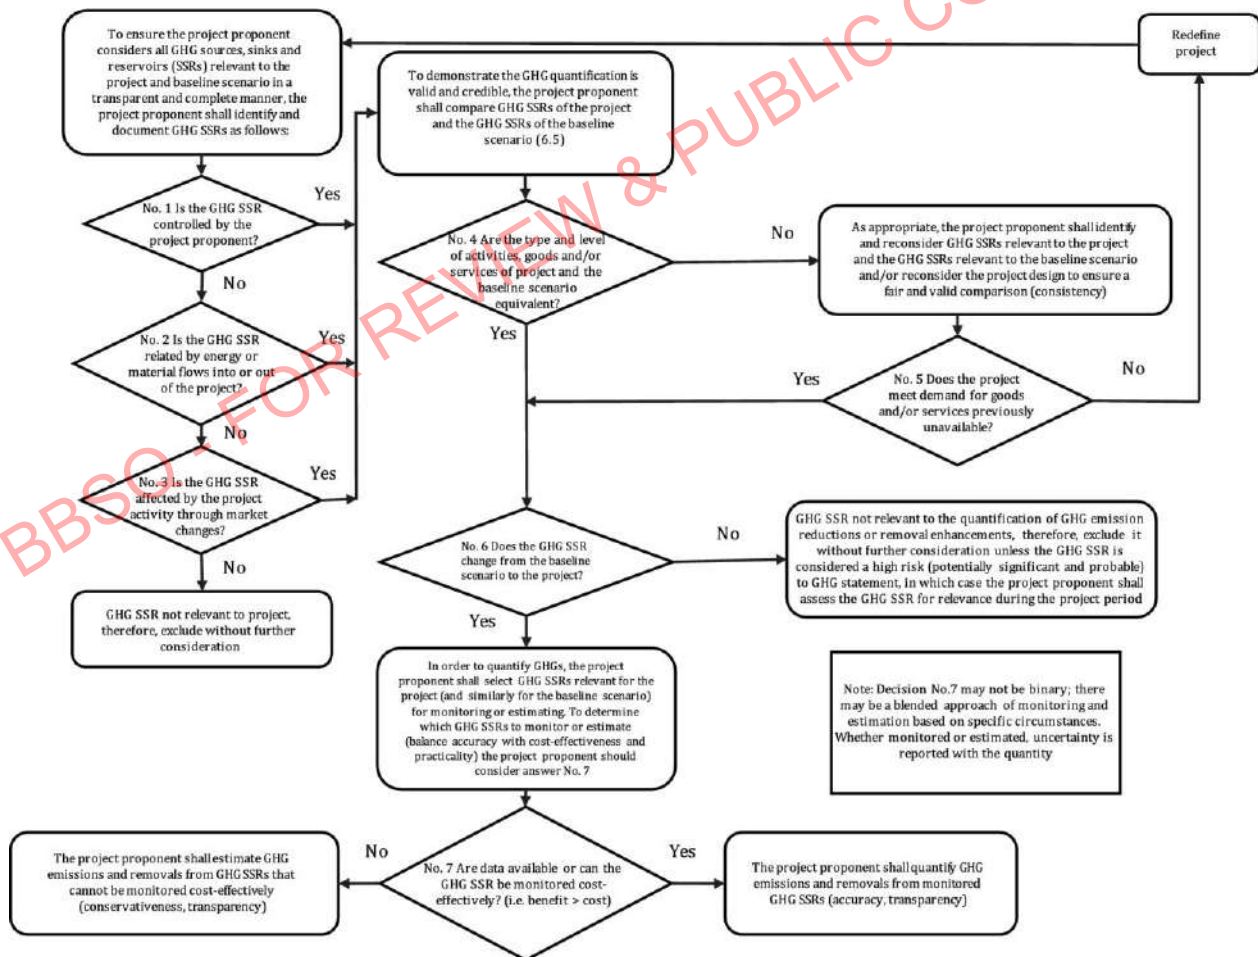 To ensure the project proponent
considers all GHG sources, sinks and
reservoirs (SSRs) relevant to the
project and baseline scenario in a
transparent and complete manner, the
project proponent shall identify and
document GHG SSRs as follows:
Redefine
project
To demonstrate the GHG quantification is
valid and credible, the project proponent
shall compare GHG SSRs of the project
and the GHG SSRs of the baseline
scenario (6.5)
Yes
No. 1 Is the GHG SSR
controlled by the
project proponent?
No
No. 4 Are the type and level
of activities, goods and/or
services of project and the
baseline scenario
equivalent?
No
Yes
As appropriate, the project proponent shall identify
and reconsider GHG SSRs relevant to the project
and the GHG SSRs relevant to the baseline scenario
and/or reconsider the project design to ensure a
fair and valid comparison (consistency)
No. 2 Is the GHG SSR
related by energy or
material flows into or out
of the project?
Yes
No
No. 5 Does the project
meet demand for goods
and/or services previously
unavailable?
Yes
No
No. 3 Is the GHG SSR
affected by the project
activity through market
changes?
Yes
No
GHG SSR not relevant to project,
therefore, exclude without further
consideration
No. 6 Does the GHG SSR
change from the baseline
scenario to the project?
No
Yes
GHG SSR not relevant to the quantification of GHG emission
reductions or removal enhancements, therefore, exclude it
without further consideration unless the GHG SSR is
considered a high risk (potentially significant and probable)
to GHG statement, in which case the project proponent shall
assess the GHG SSR for relevance during the project period
In order to quantify GHGs, the project
proponent shall select GHG SSRs relevant for the
project (and similarly for the baseline scenario)
for monitoring or estimating. To determine
which GHG SSRs to monitor or estimate
(balance accuracy with cost-effectiveness and
practicality) the project proponent should
consider answer No. 7
Note: Decision No.7 may not be binary; there
may be a blended approach of monitoring and
estimation based on specific circumstances.
Whether monitored or estimated, uncertainty is
reported with the quantity
No. 7 Are data available or can the
GHG SSR be monitored cost-
effectively? (i.e. benefit > cost)
No
Yes
The project proponent shall estimate GHG
emissions and removals from GHG SSRs that
cannot be monitored cost-effectively
(conservativeness, transparency)
The project proponent shall quantify GHG
emissions and removals from monitored
GHG SSRs (accuracy, transparency)
BBSQ - FOR REVIEW & PUBLIC